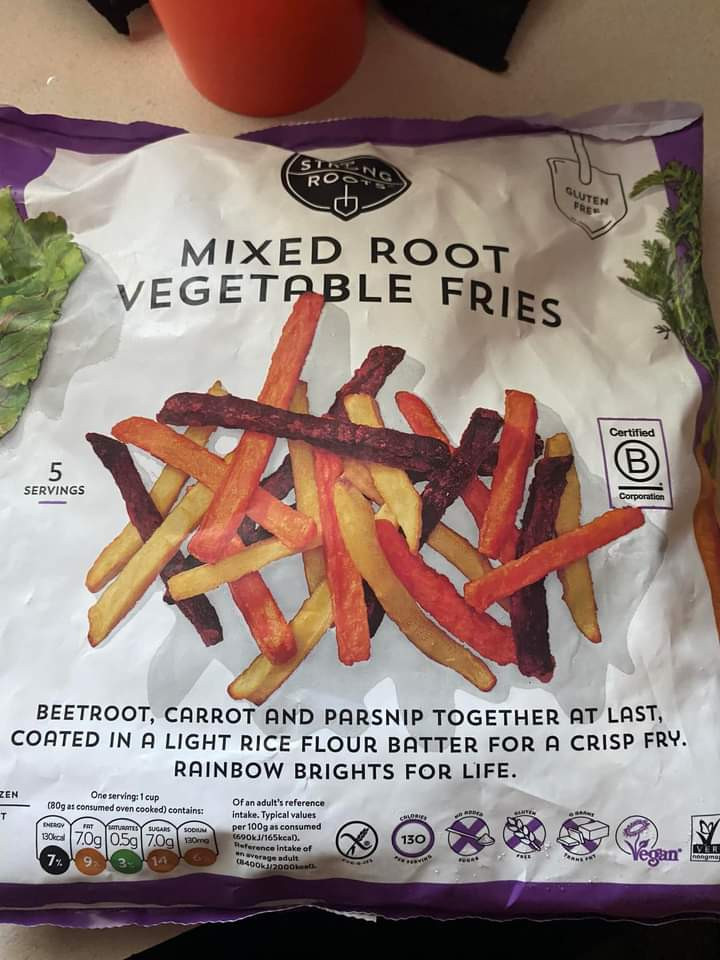 STRONG
ROOTS
GLUTEN
FREE
MIXED ROOT
VEGETABLE FRIES
5
SERVINGS
Certified
B
Corporation
BEETROOT, CARROT AND PARSNIP TOGETHER AT LAST,
COATED IN A LIGHT RICE FLOUR BATTER FOR A CRISP FRY.
RAINBOW BRIGHTS FOR LIFE.
ZEN
T
One serving: 1 cup
(80g as consumed oven cooked) contains:
ENERGY FAT SATURATES SUGARS SODIUM
130kcal 7.0g 0.5g 7.0g 130mg
7% 9% 3% 14 6%
Of an adult's reference
intake. Typical values
per 100g as consumed
(690kJ/165kcal).
Reference intake of
an average adult
(8400kJ/2000kcal).
CALORIES
130
PER SERVING
NO ADDED
SUGAR
GLUTEN
FREE
0 GRAMS
TRANS FAT
Vegan
VER
nongmo